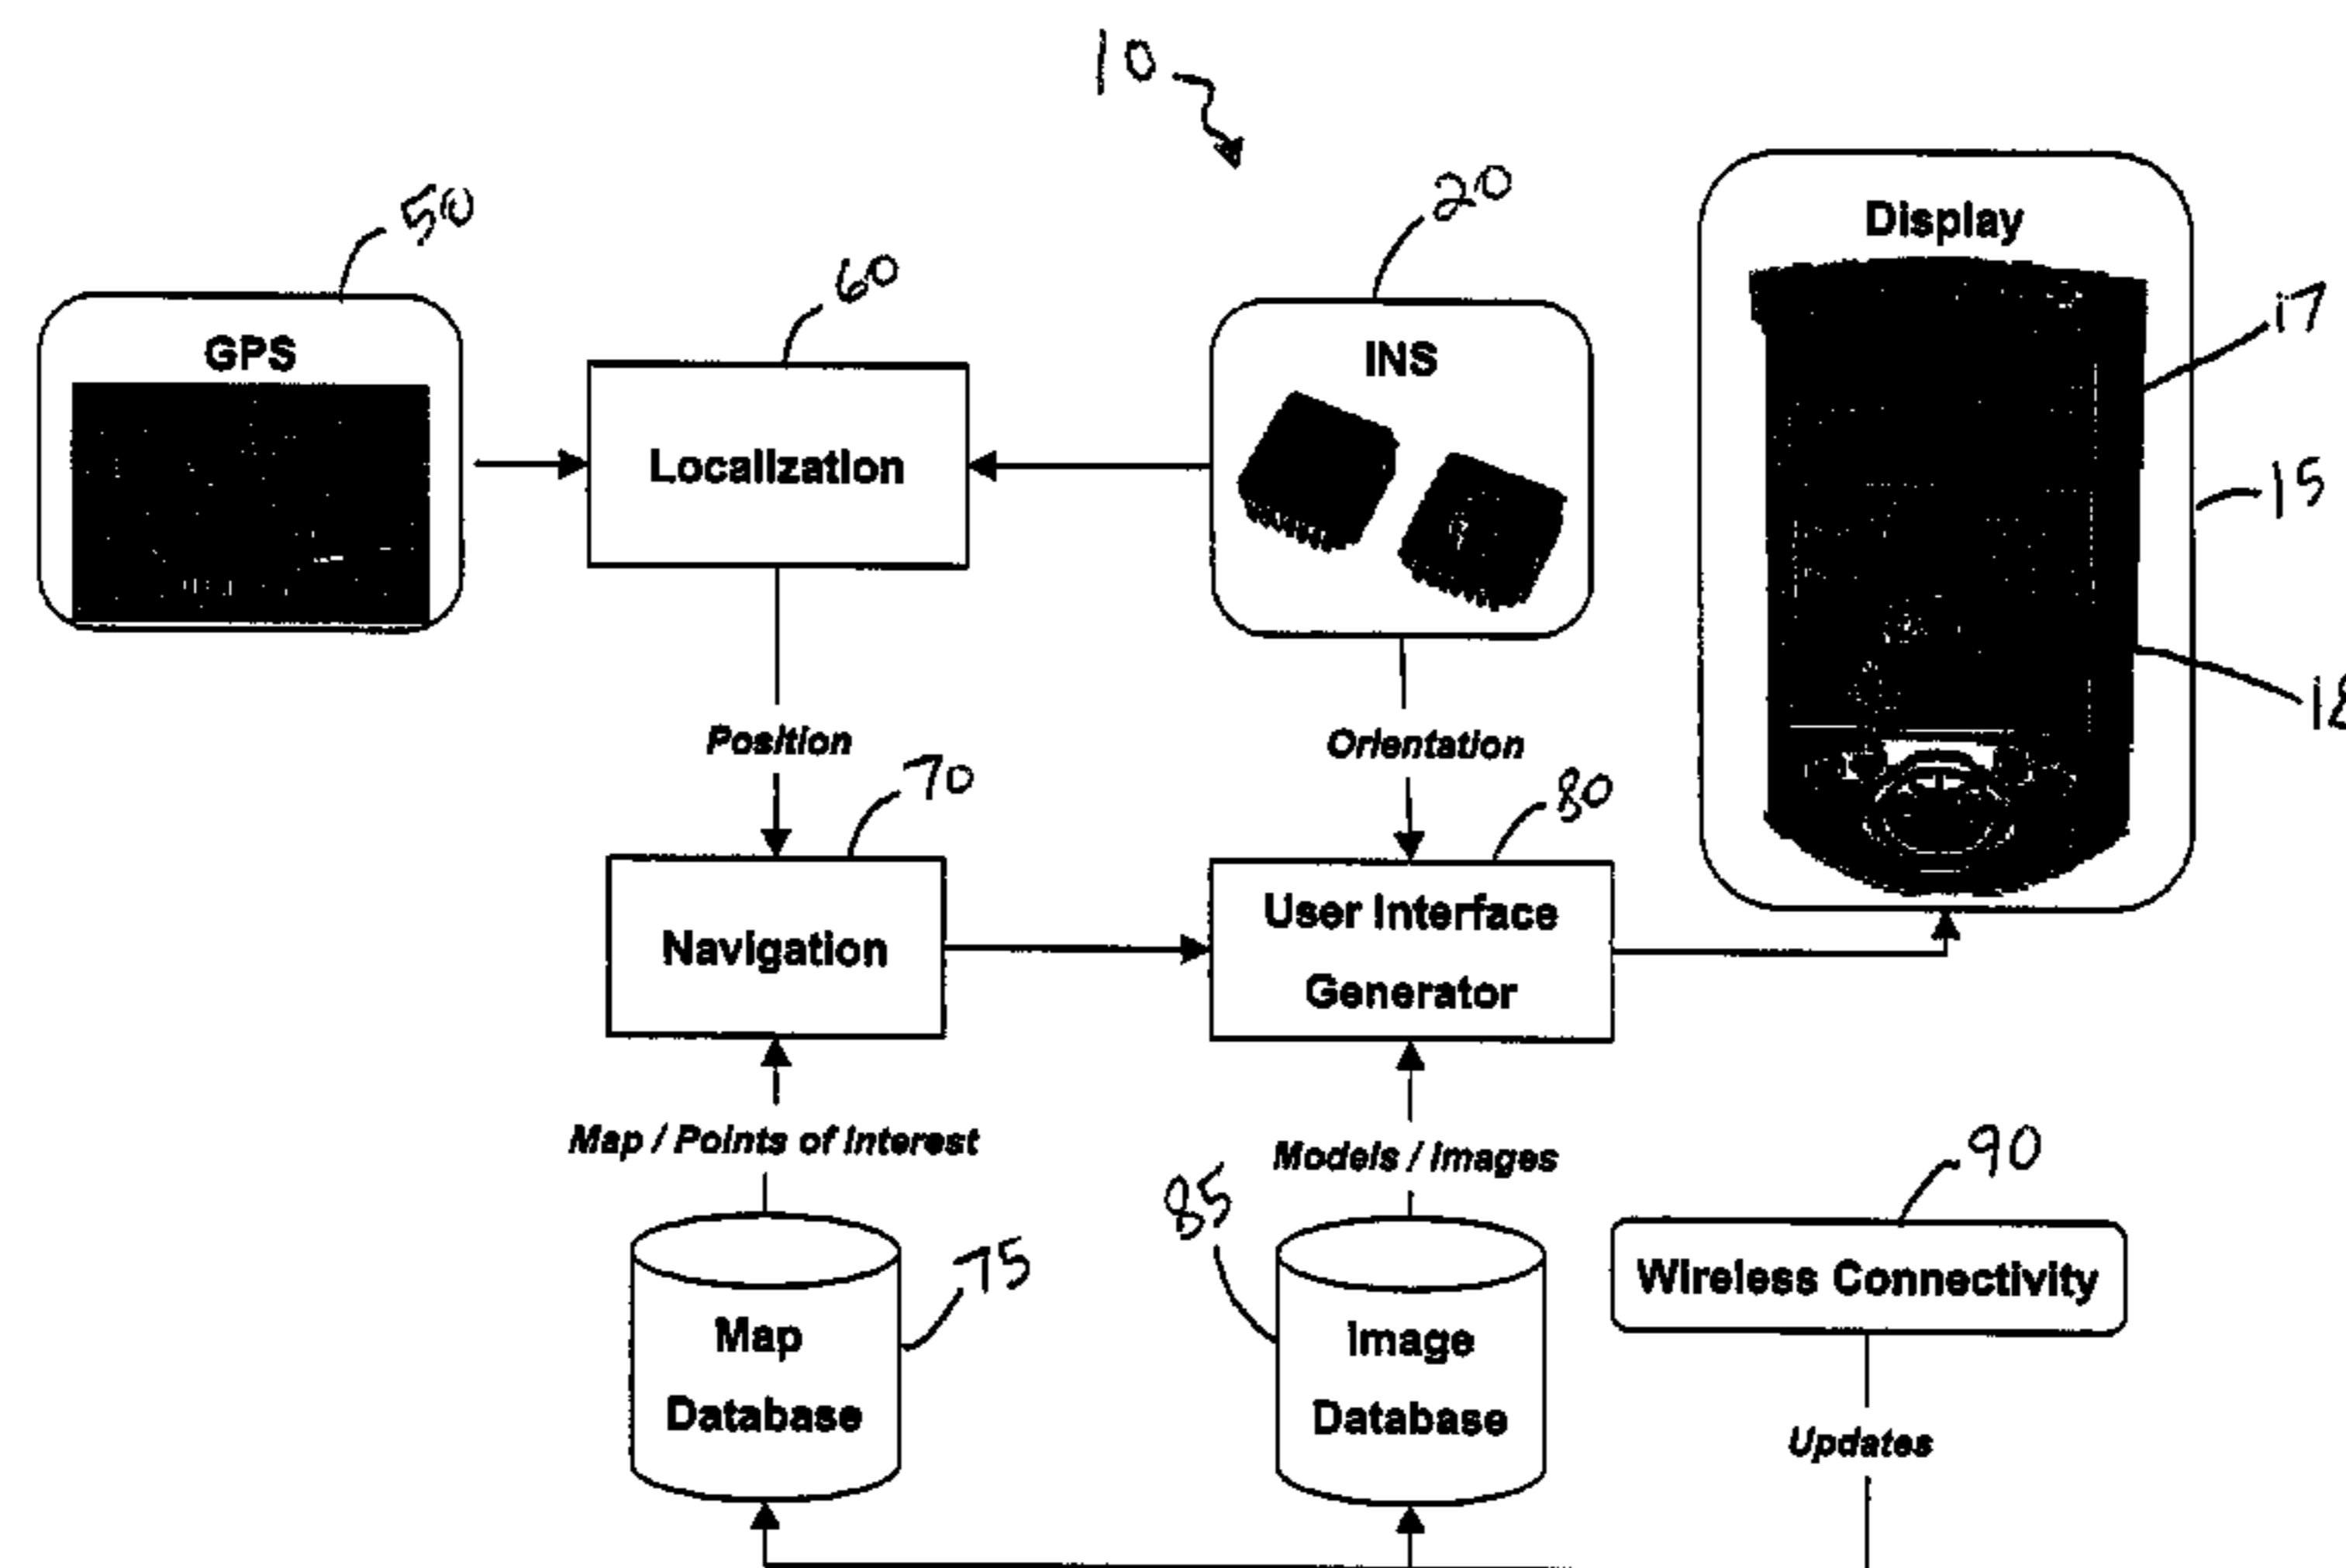 10
50
60
20
Display
17
GPS
INS
Localization
15
Position
Orientation
70
80
Navigation
User Interface
Generator
Map / Points of Interest
Models / Images
90
85
75
Wireless Connectivity
Map
Database
Image
Database
Updates